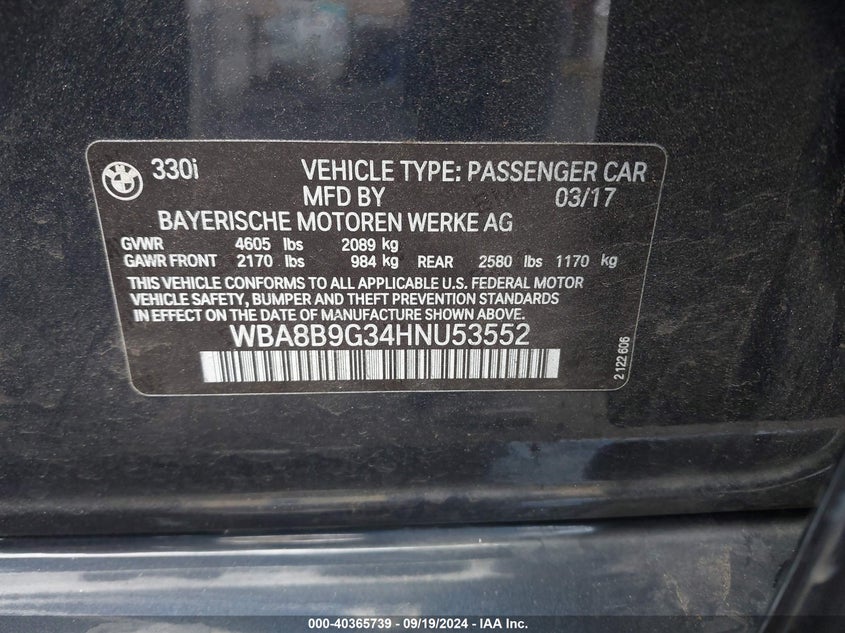 330i VEHICLE TYPE: PASSENGER CAR
MFD BY 03/17
BAYERISCHE MOTOREN WERKE AG
GVWR 4605 lbs 2089 kg
GAWR FRONT 2170 lbs 984 kg REAR 2580 lbs 1170 kg
THIS VEHICLE CONFORMS TO ALL APPLICABLE U.S. FEDERAL MOTOR
VEHICLE SAFETY, BUMPER AND THEFT PREVENTION STANDARDS
IN EFFECT ON THE DATE OF MANUFACTURE SHOWN ABOVE.
WBA8B9G34HNU53552
2 122 606
000-40365739 - 09/19/2024 - IAA Inc.